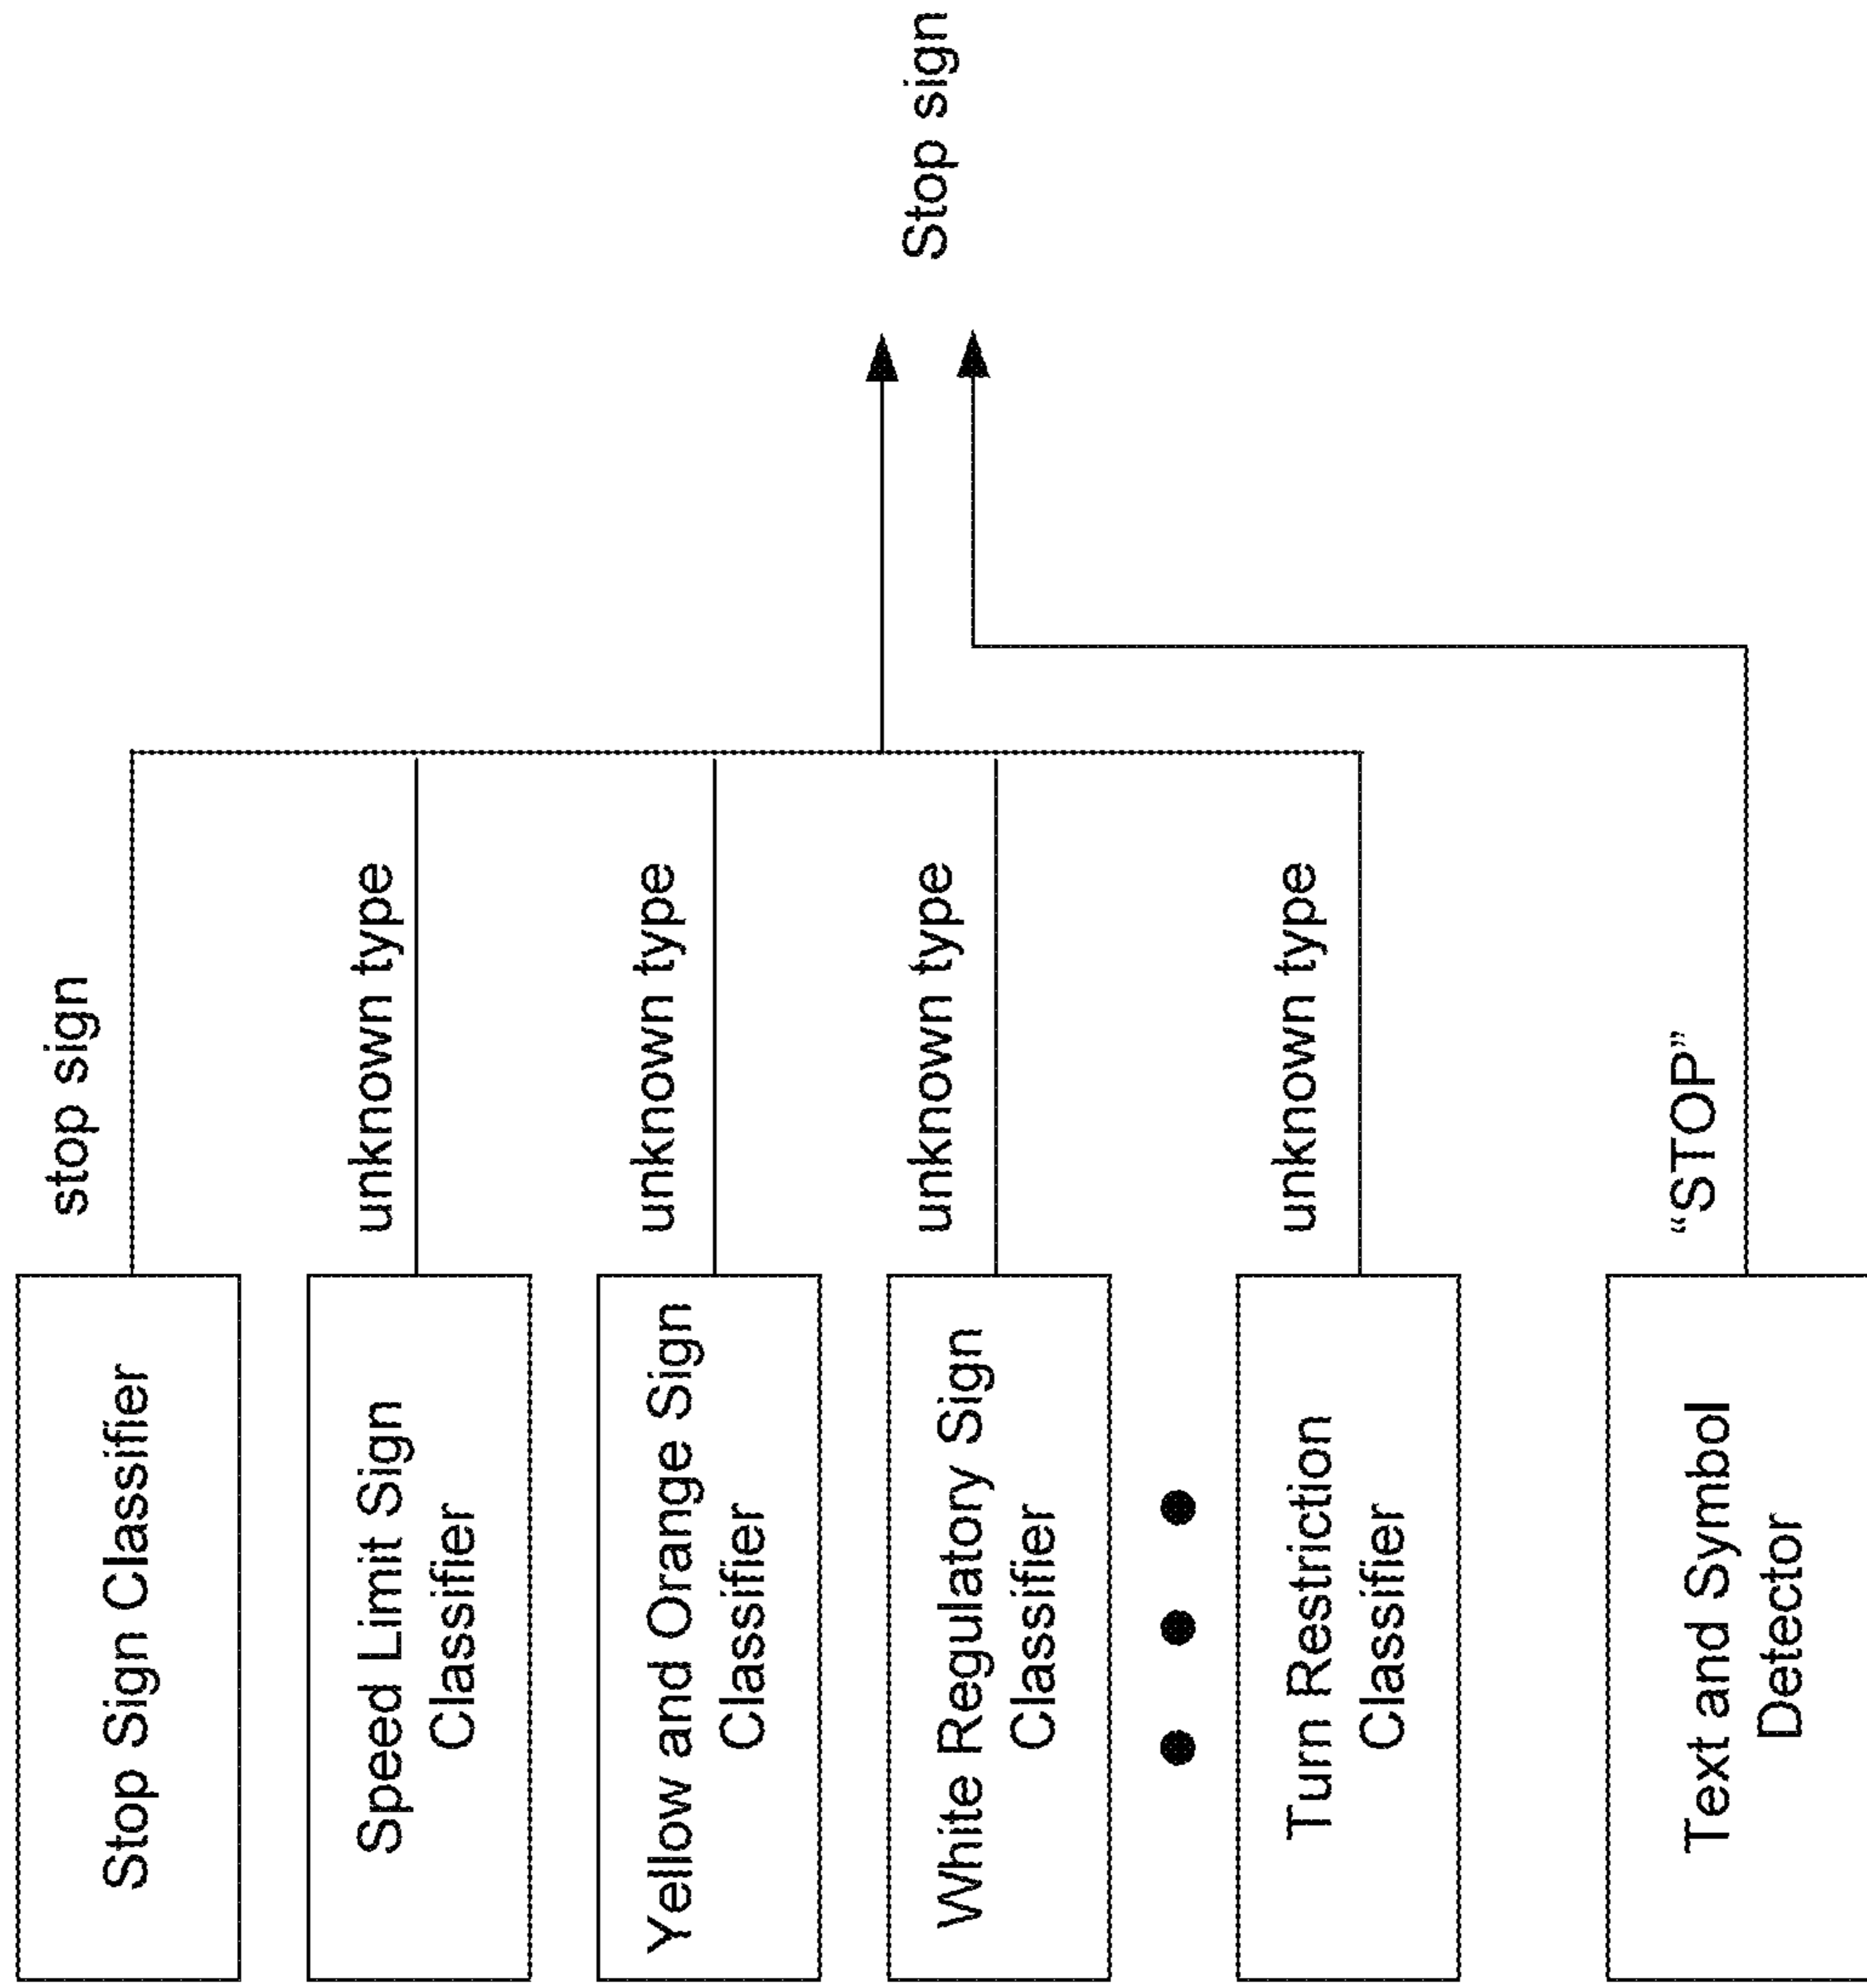 Stop Sign Classifier
stop sign
Speed Limit Sign
Classifier
unknown type
Yellow and Orange Sign
Classifier
unknown type
White Regulatory Sign
Classifier
unknown type
Turn Restriction
Classifier
unknown type
Text and Symbol
Detector
“STOP”
Stop sign